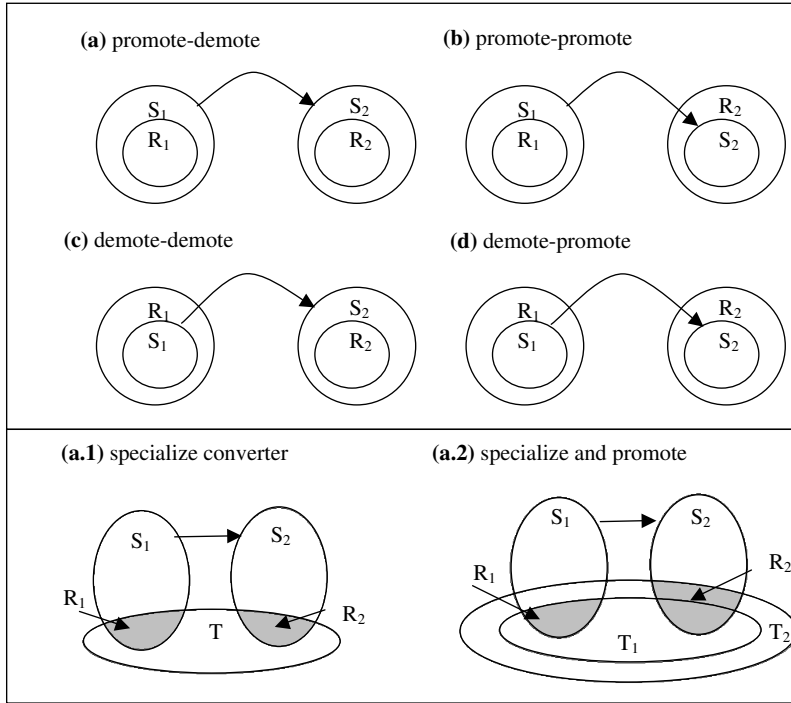 (a) promote-demote
(b) promote-promote
S₁
R₁
S₂
R₂
S₁
R₁
R₂
S₂
(c) demote-demote
(d) demote-promote
R₁
S₁
S₂
R₂
R₁
S₁
R₂
S₂
(a.1) specialize converter
(a.2) specialize and promote
S₁
S₂
R₁
T
R₂
S₁
S₂
R₁
R₂
T₁
T₂